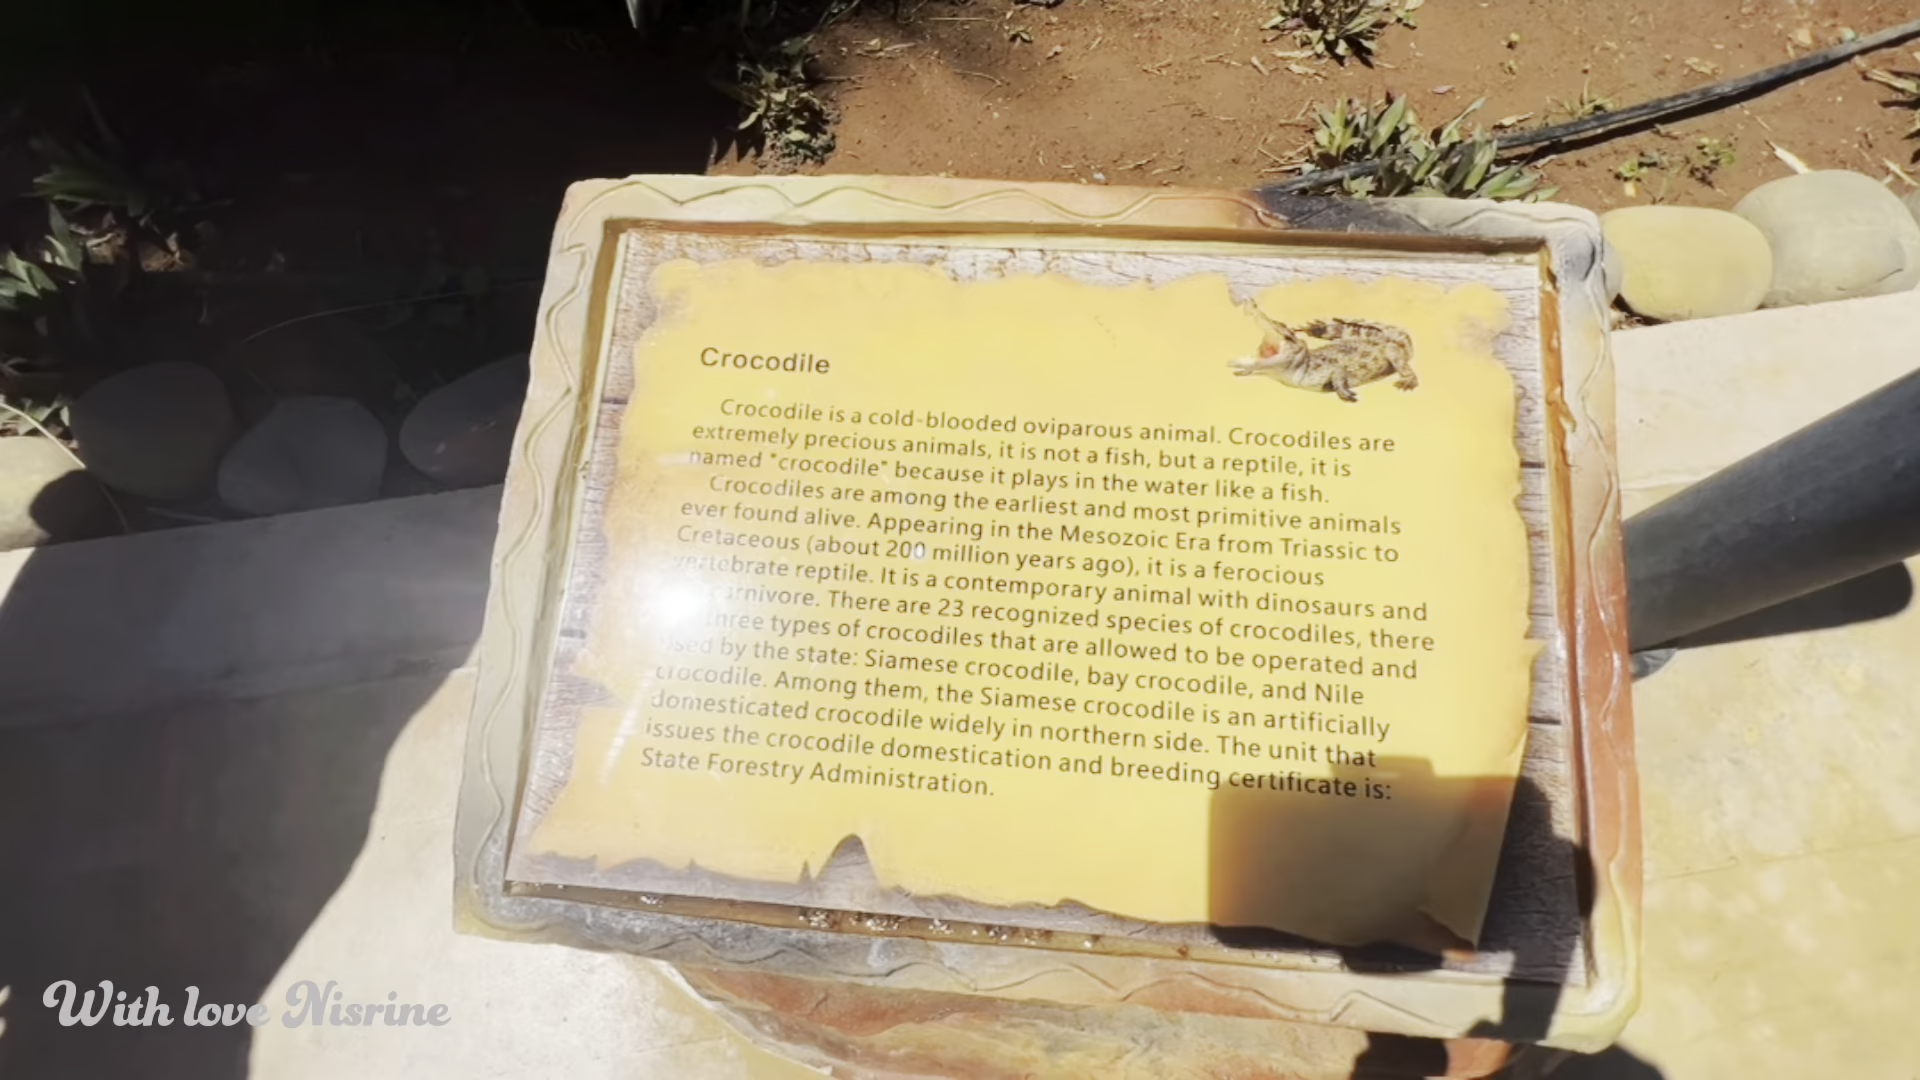 Crocodile
Crocodile is a cold-blooded oviparous animal. Crocodiles are
extremely precious animals, it is not a fish, but a reptile, it is
named "crocodile" because it plays in the water like a fish.
Crocodiles are among the earliest and most primitive animals
ever found alive. Appearing in the Mesozoic Era from Triassic to
Cretaceous (about 200 million years ago), it is a ferocious
vertebrate reptile. It is a contemporary animal with dinosaurs and
There are 23 recognized species of crocodiles, there
three types of crocodiles that are allowed to be operated and
by the state: Siamese crocodile, bay crocodile, and Nile
crocodile. Among them, the Siamese crocodile is an artificially
domesticated crocodile widely in northern side. The unit that
issues the crocodile domestication and breeding certificate is:
State Forestry Administration.
With love Nisrine